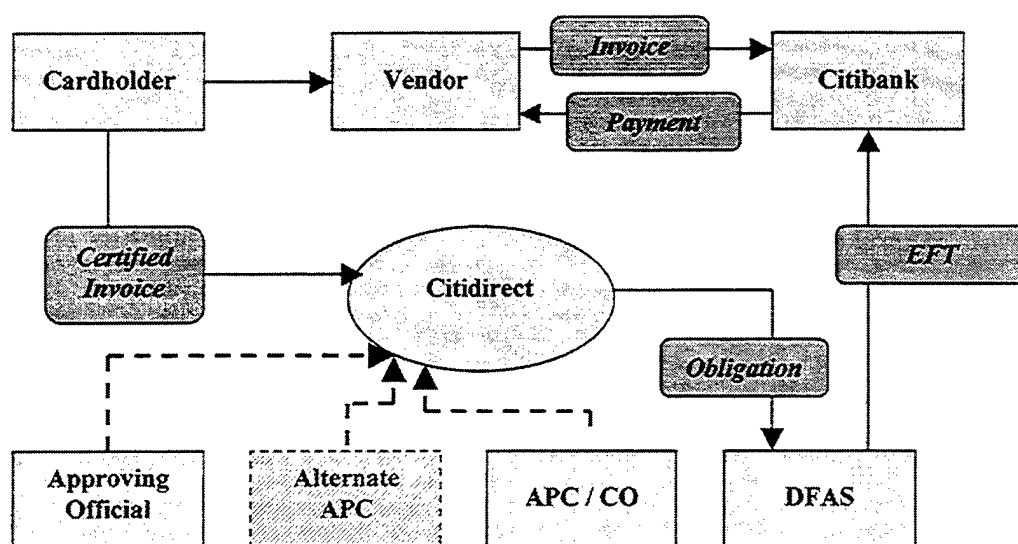 Invoice
Cardholder
Vendor
Citibank
Payment
Certified
Invoice
Citidirect
EFT
Obligation
Approving
Official
Alternate
APC
APC / CO
DFAS